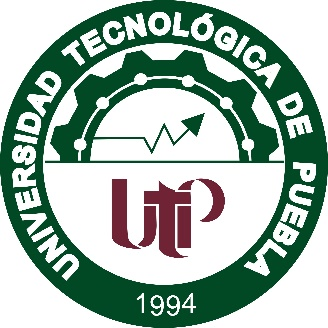 UNIVERSIDAD TECNOLÓGICA DE PUEBLA
UTP
1994